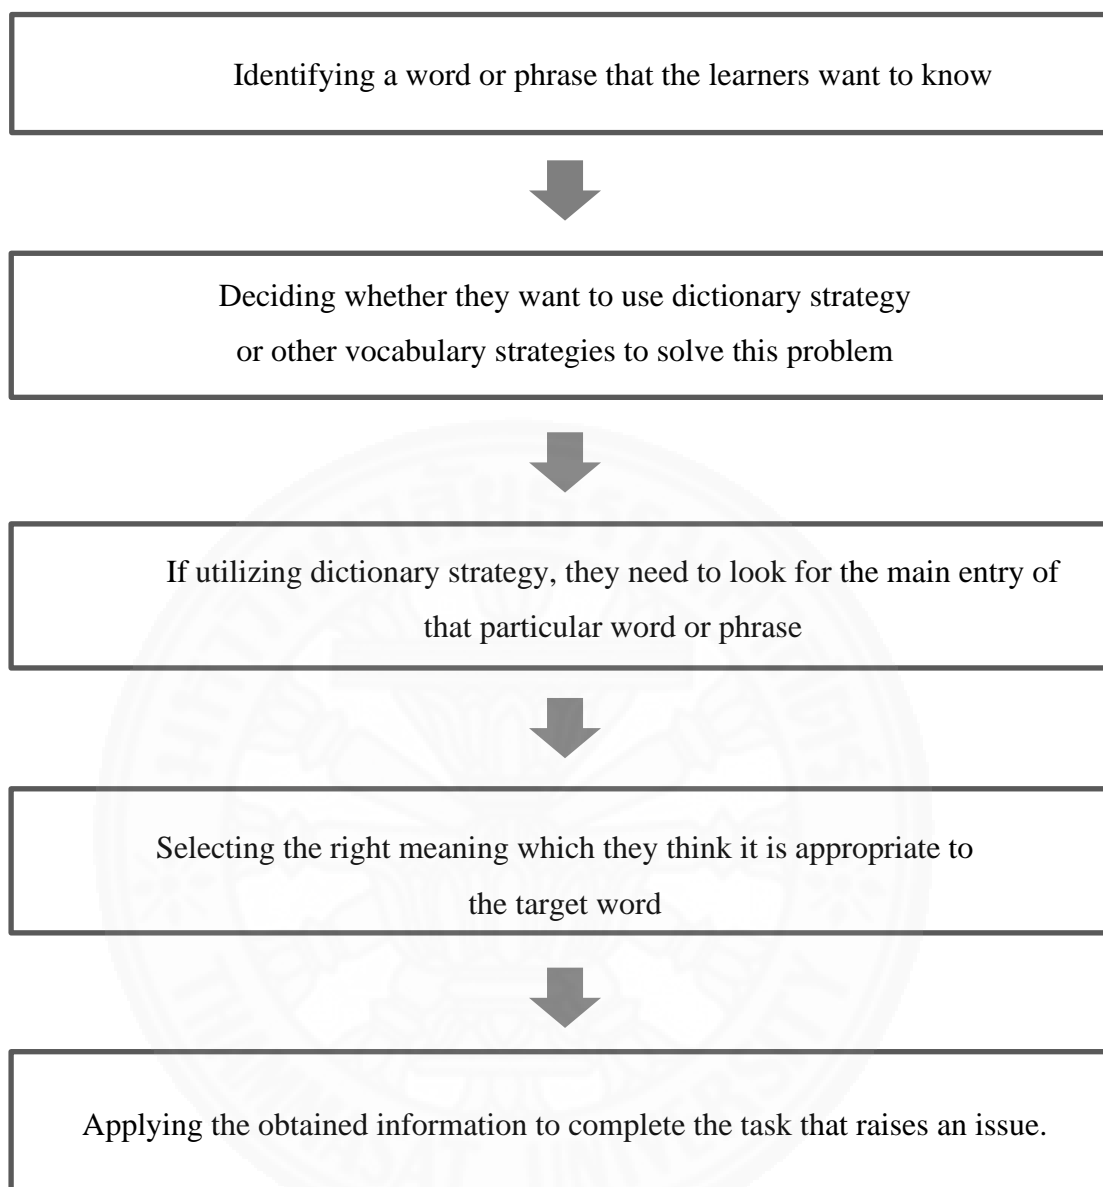 Identifying a word or phrase that the learners want to know
Deciding whether they want to use dictionary strategy
or other vocabulary strategies to solve this problem
If utilizing dictionary strategy, they need to look for the main entry of
that particular word or phrase
Selecting the right meaning which they think it is appropriate to
the target word
Applying the obtained information to complete the task that raises an issue.
THAMMASAT UNIVERSITY